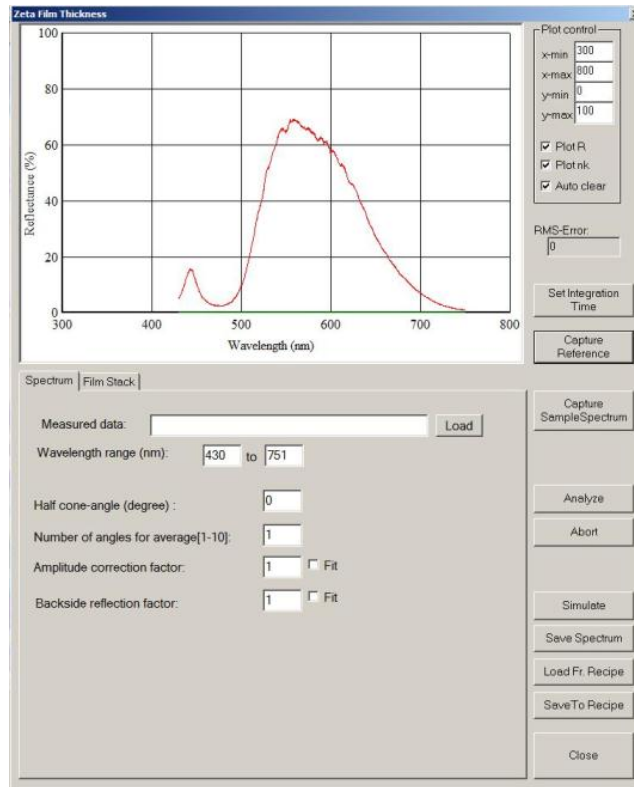 Zeta Film Thickness
Reflectance (%)
100
80
60
40
20
0
300 400 500 600 700 800
Wavelength (nm)
Plot control
x-min 300
x-max 800
y-min 0
y-max 100
Plot R
Plot nk
Auto clear
RMS-Error:
0
Set Integration
Time
Capture
Reference
Spectrum Film Stack
Measured data: Load
Wavelength range (nm): 430 to 751
Half cone-angle (degree) : 0
Number of angles for average[1-10]: 1
Amplitude correction factor: 1 Fit
Backside reflection factor: 1 Fit
Capture
SampleSpectrum
Analyze
Abort
Simulate
Save Spectrum
Load Fr. Recipe
SaveTo Recipe
Close